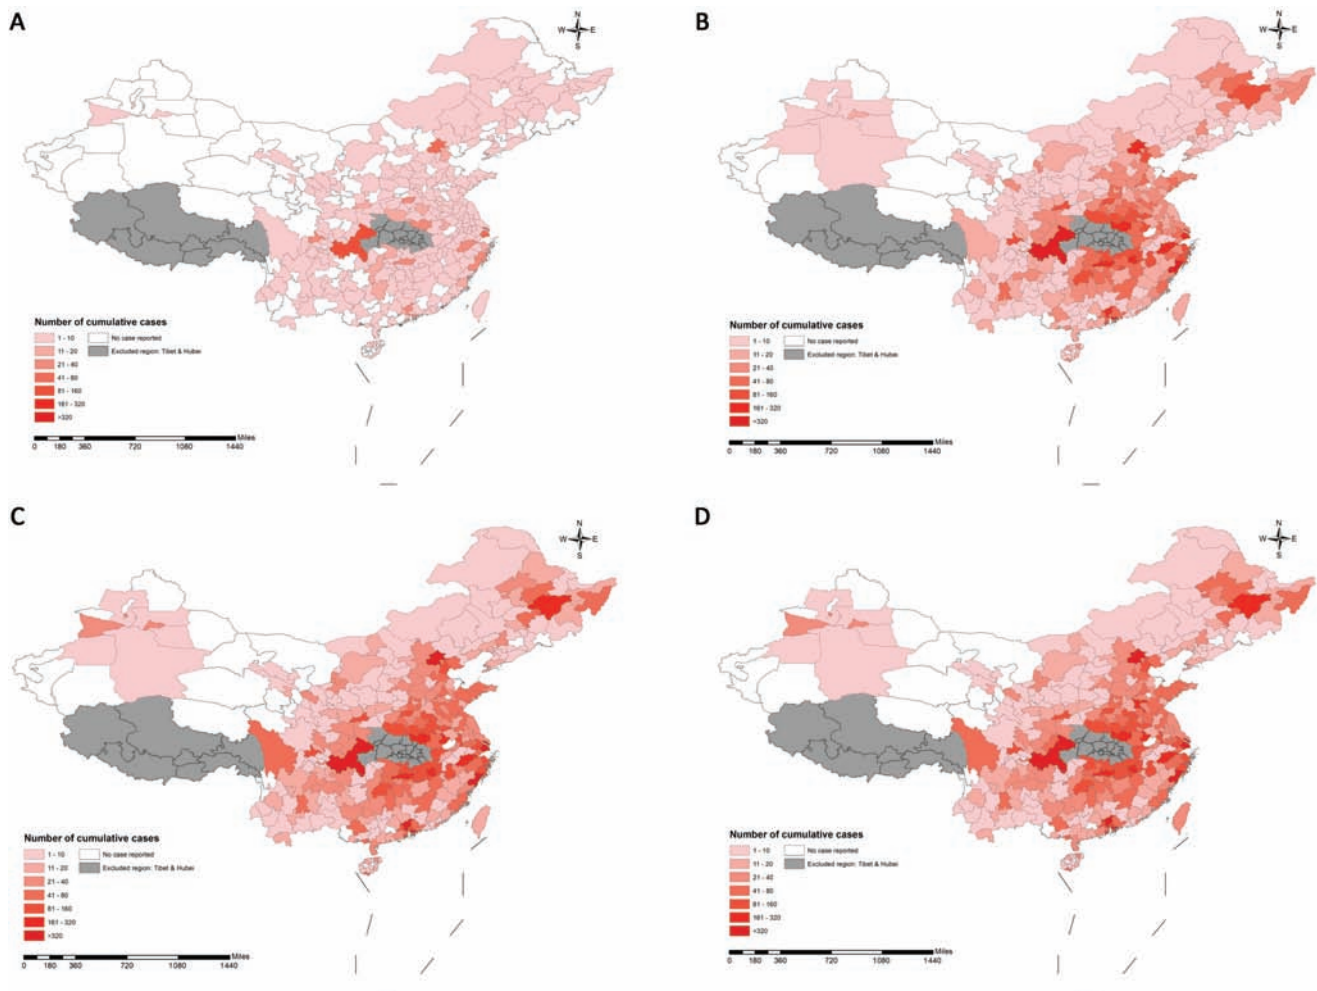 A
N
W E
S
Number of cumulative cases
1 - 10 No case reported
11 - 20 Excluded region: Tibet & Hubei
21 - 40
41 - 80
81 - 160
161 - 320
>320
Miles
0 180 360 720 1080 1440
B
N
W E
S
Number of cumulative cases
1 - 10 No case reported
11 - 20 Excluded region: Tibet & Hubei
21 - 40
41 - 80
81 - 160
161 - 320
>320
Miles
0 180 360 720 1080 1440
C
N
W E
S
Number of cumulative cases
1 - 10 No case reported
11 - 20 Excluded region: Tibet & Hubei
21 - 40
41 - 80
81 - 160
161 - 320
>320
Miles
0 180 360 720 1080 1440
D
N
W E
S
Number of cumulative cases
1 - 10 No case reported
11 - 20 Excluded region: Tibet & Hubei
21 - 40
41 - 80
81 - 160
161 - 320
>320
Miles
0 180 360 720 1080 1440